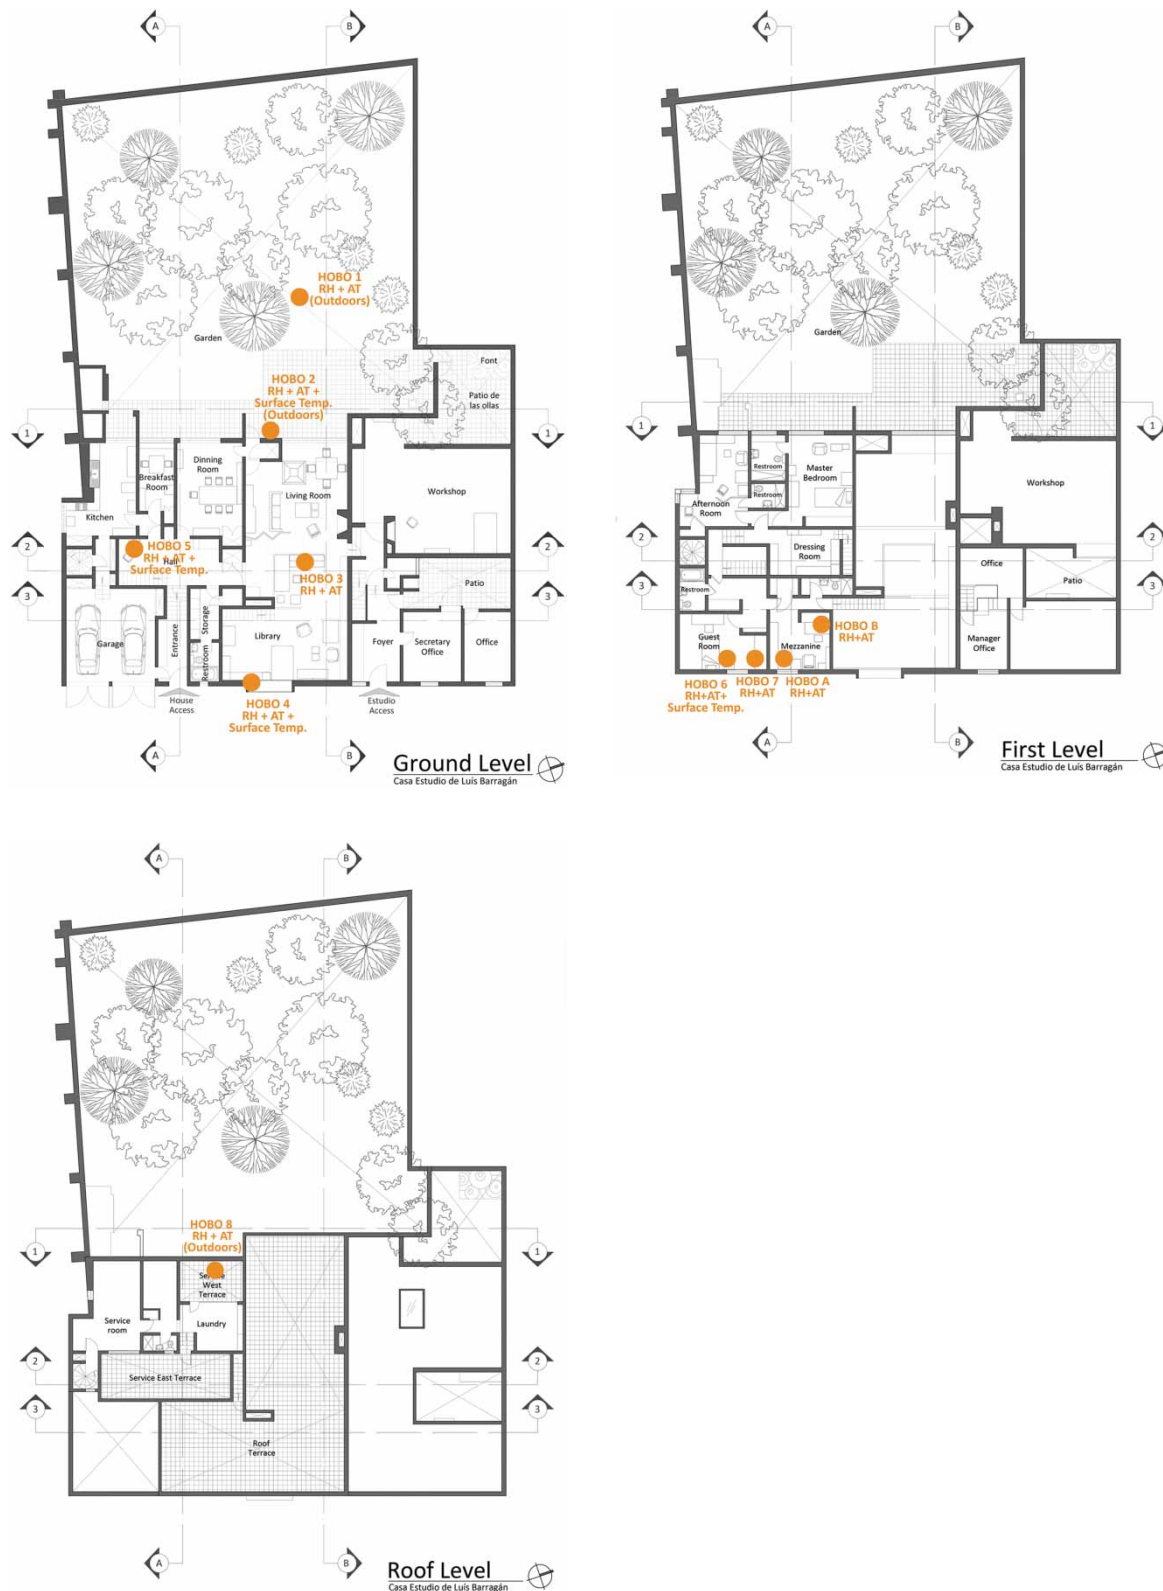 A
B
HOBO 1
RH + AT
(Outdoors)
Garden
Font
HOBO 2
RH + AT +
Surface Temp.
(Outdoors)
Patio de
las ollas
1
1
Dinning
Room
Breakfast
Room
Living Room
Workshop
Kitchen
2
2
HOBO 5
RH + AT +
Surface Temp.
Hall
HOBO 3
RH + AT
Patio
3
3
Garage
Entrance
Storage
Restroom
Library
Foyer
Secretary
Office
Office
House
Access
HOBO 4
RH + AT +
Surface Temp.
Estudio
Access
A
B
Ground Level
Casa Estudio de Luís Barragán
A
B
Garden
1
1
Restroom
Master
Bedroom
Restroom
Afternoon
Room
Workshop
2
2
Dressing
Room
Office
3
3
Restroom
Patio
Guest
Room
Mezzanine
HOBO B
RH+AT
Manager
Office
HOBO 6
RH+AT+
Surface Temp.
HOBO 7
RH+AT
HOBO A
RH+AT
A
B
First Level
Casa Estudio de Luís Barragán
A
B
HOBO 8
RH + AT
(Outdoors)
1
1
Service
West
Terrace
Service
room
Laundry
2
2
Service East Terrace
3
3
Roof
Terrace
A
B
Roof Level
Casa Estudio de Luís Barragán